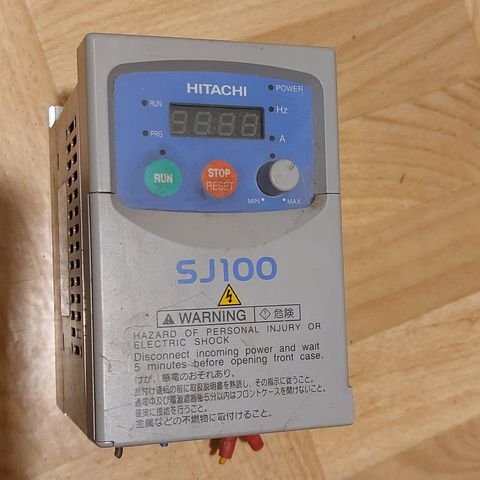 HITACHI
POWER
RUN
Hz
PRG
A
RUN
STOP
RESET
MIN
MAX
SJ100
WARNING
危険
HAZARD OF PERSONAL INJURY OR
ELECTRIC SHOCK
Disconnect incoming power and wait
5 minutes before opening front case.
けが、感電のおそれあり。
据付け運転の前に取扱説明書を熟読し、その指示に従うこと。
通電中及び電源遮断後5分以内はフロントケースを開けないこと。
確実に接地を行うこと。
金属などの不燃物に取付けること。